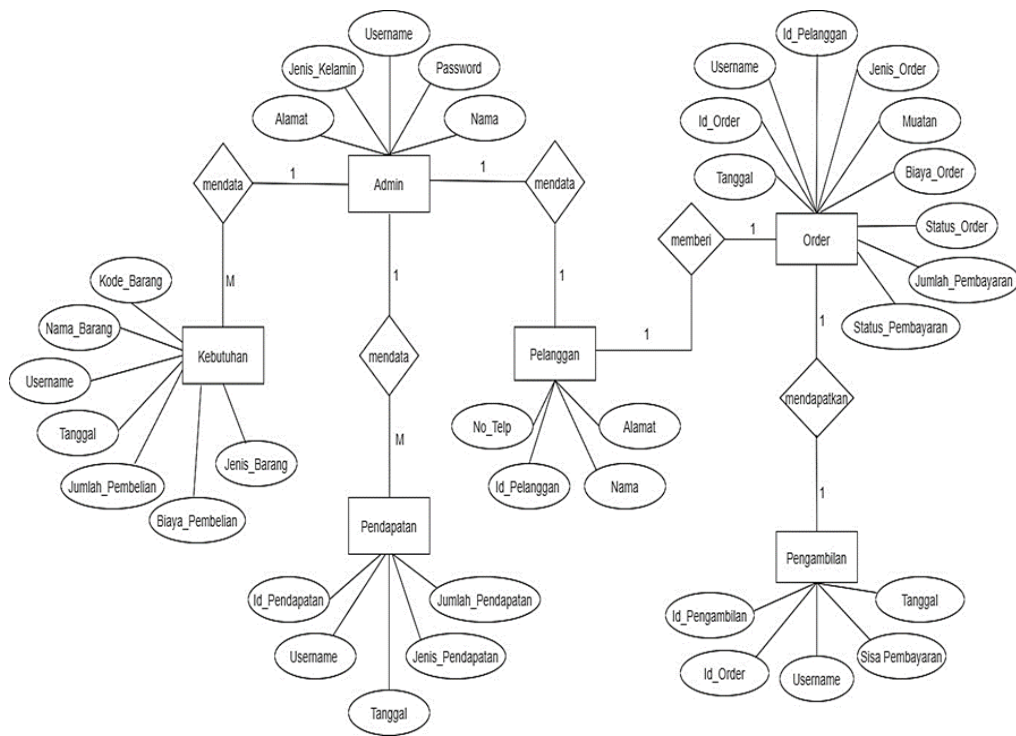 Username
Jenis_Kelamin
Password
Alamat
Nama
mendata
1
Admin
1
mendata
Id_Pelanggan
Username
Jenis_Order
Id_Order
Muatan
Tanggal
Biaya_Order
memberi
1
Order
Status_Order
Jumlah_Pembayaran
Status_Pembayaran
M
1
1
1
Kode_Barang
Nama_Barang
Kebutuhan
Username
Tanggal
Jumlah_Pembelian
Biaya_Pembelian
Jenis_Barang
mendata
M
Pelanggan
1
No_Telp
Alamat
Id_Pelanggan
Nama
mendapatkan
1
Pendapatan
Id_Pendapatan
Jumlah_Pendapatan
Username
Jenis_Pendapatan
Tanggal
Pengambilan
Id_Pengambilan
Tanggal
Id_Order
Sisa Pembayaran
Username